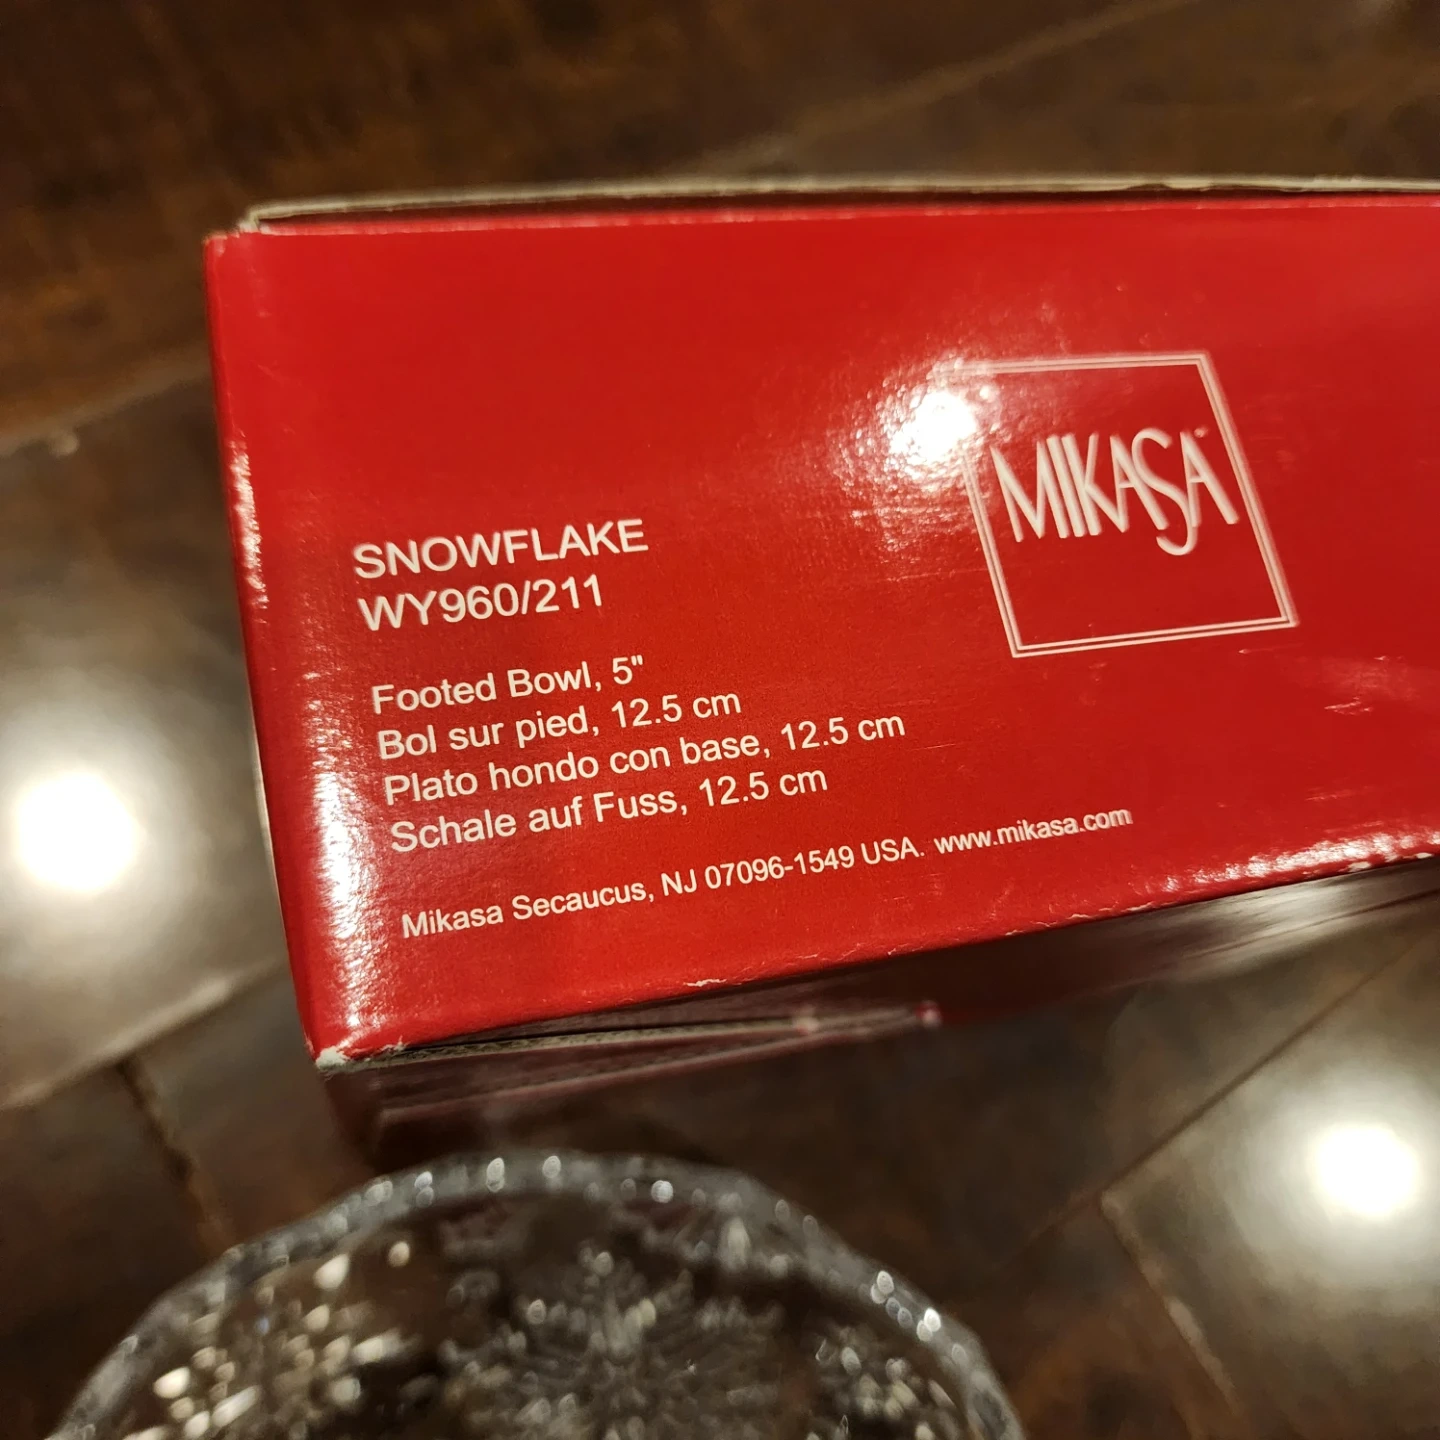 MIKASA
SNOWFLAKE
WY960/211
Footed Bowl, 5"
Bol sur pied, 12.5 cm
Plato hondo con base, 12.5 cm
Schale auf Fuss, 12.5 cm
Mikasa Secaucus, NJ 07096-1549 USA. www.mikasa.com